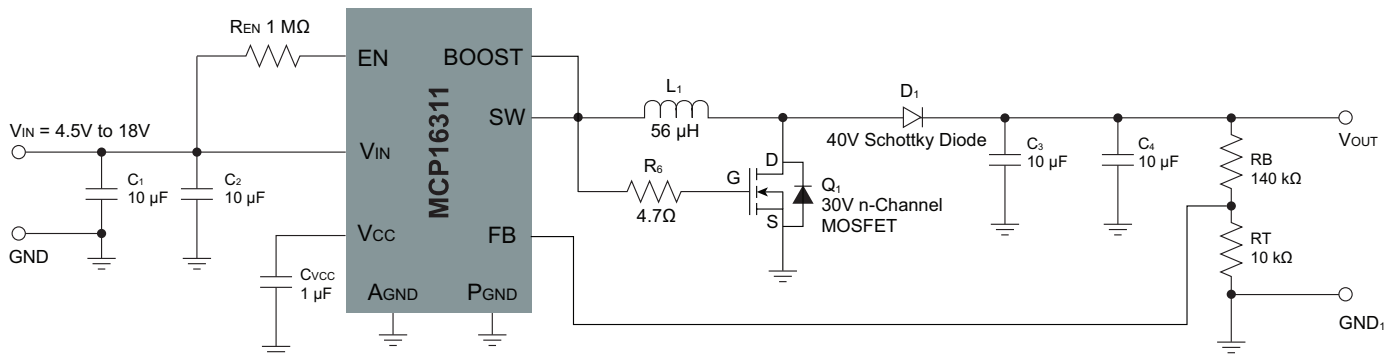 REN 1 MΩ
VIN = 4.5V to 18V
GND
C1
10 µF
C2
10 µF
CVCC
1 µF
MCP16311
EN
VIN
VCC
AGND
PGND
BOOST
SW
FB
L1
56 µH
R6
4.7Ω
D
G
S
Q1
30V n-Channel
MOSFET
D1
40V Schottky Diode
C3
10 µF
C4
10 µF
RB
140 kΩ
RT
10 kΩ
VOUT
GND1